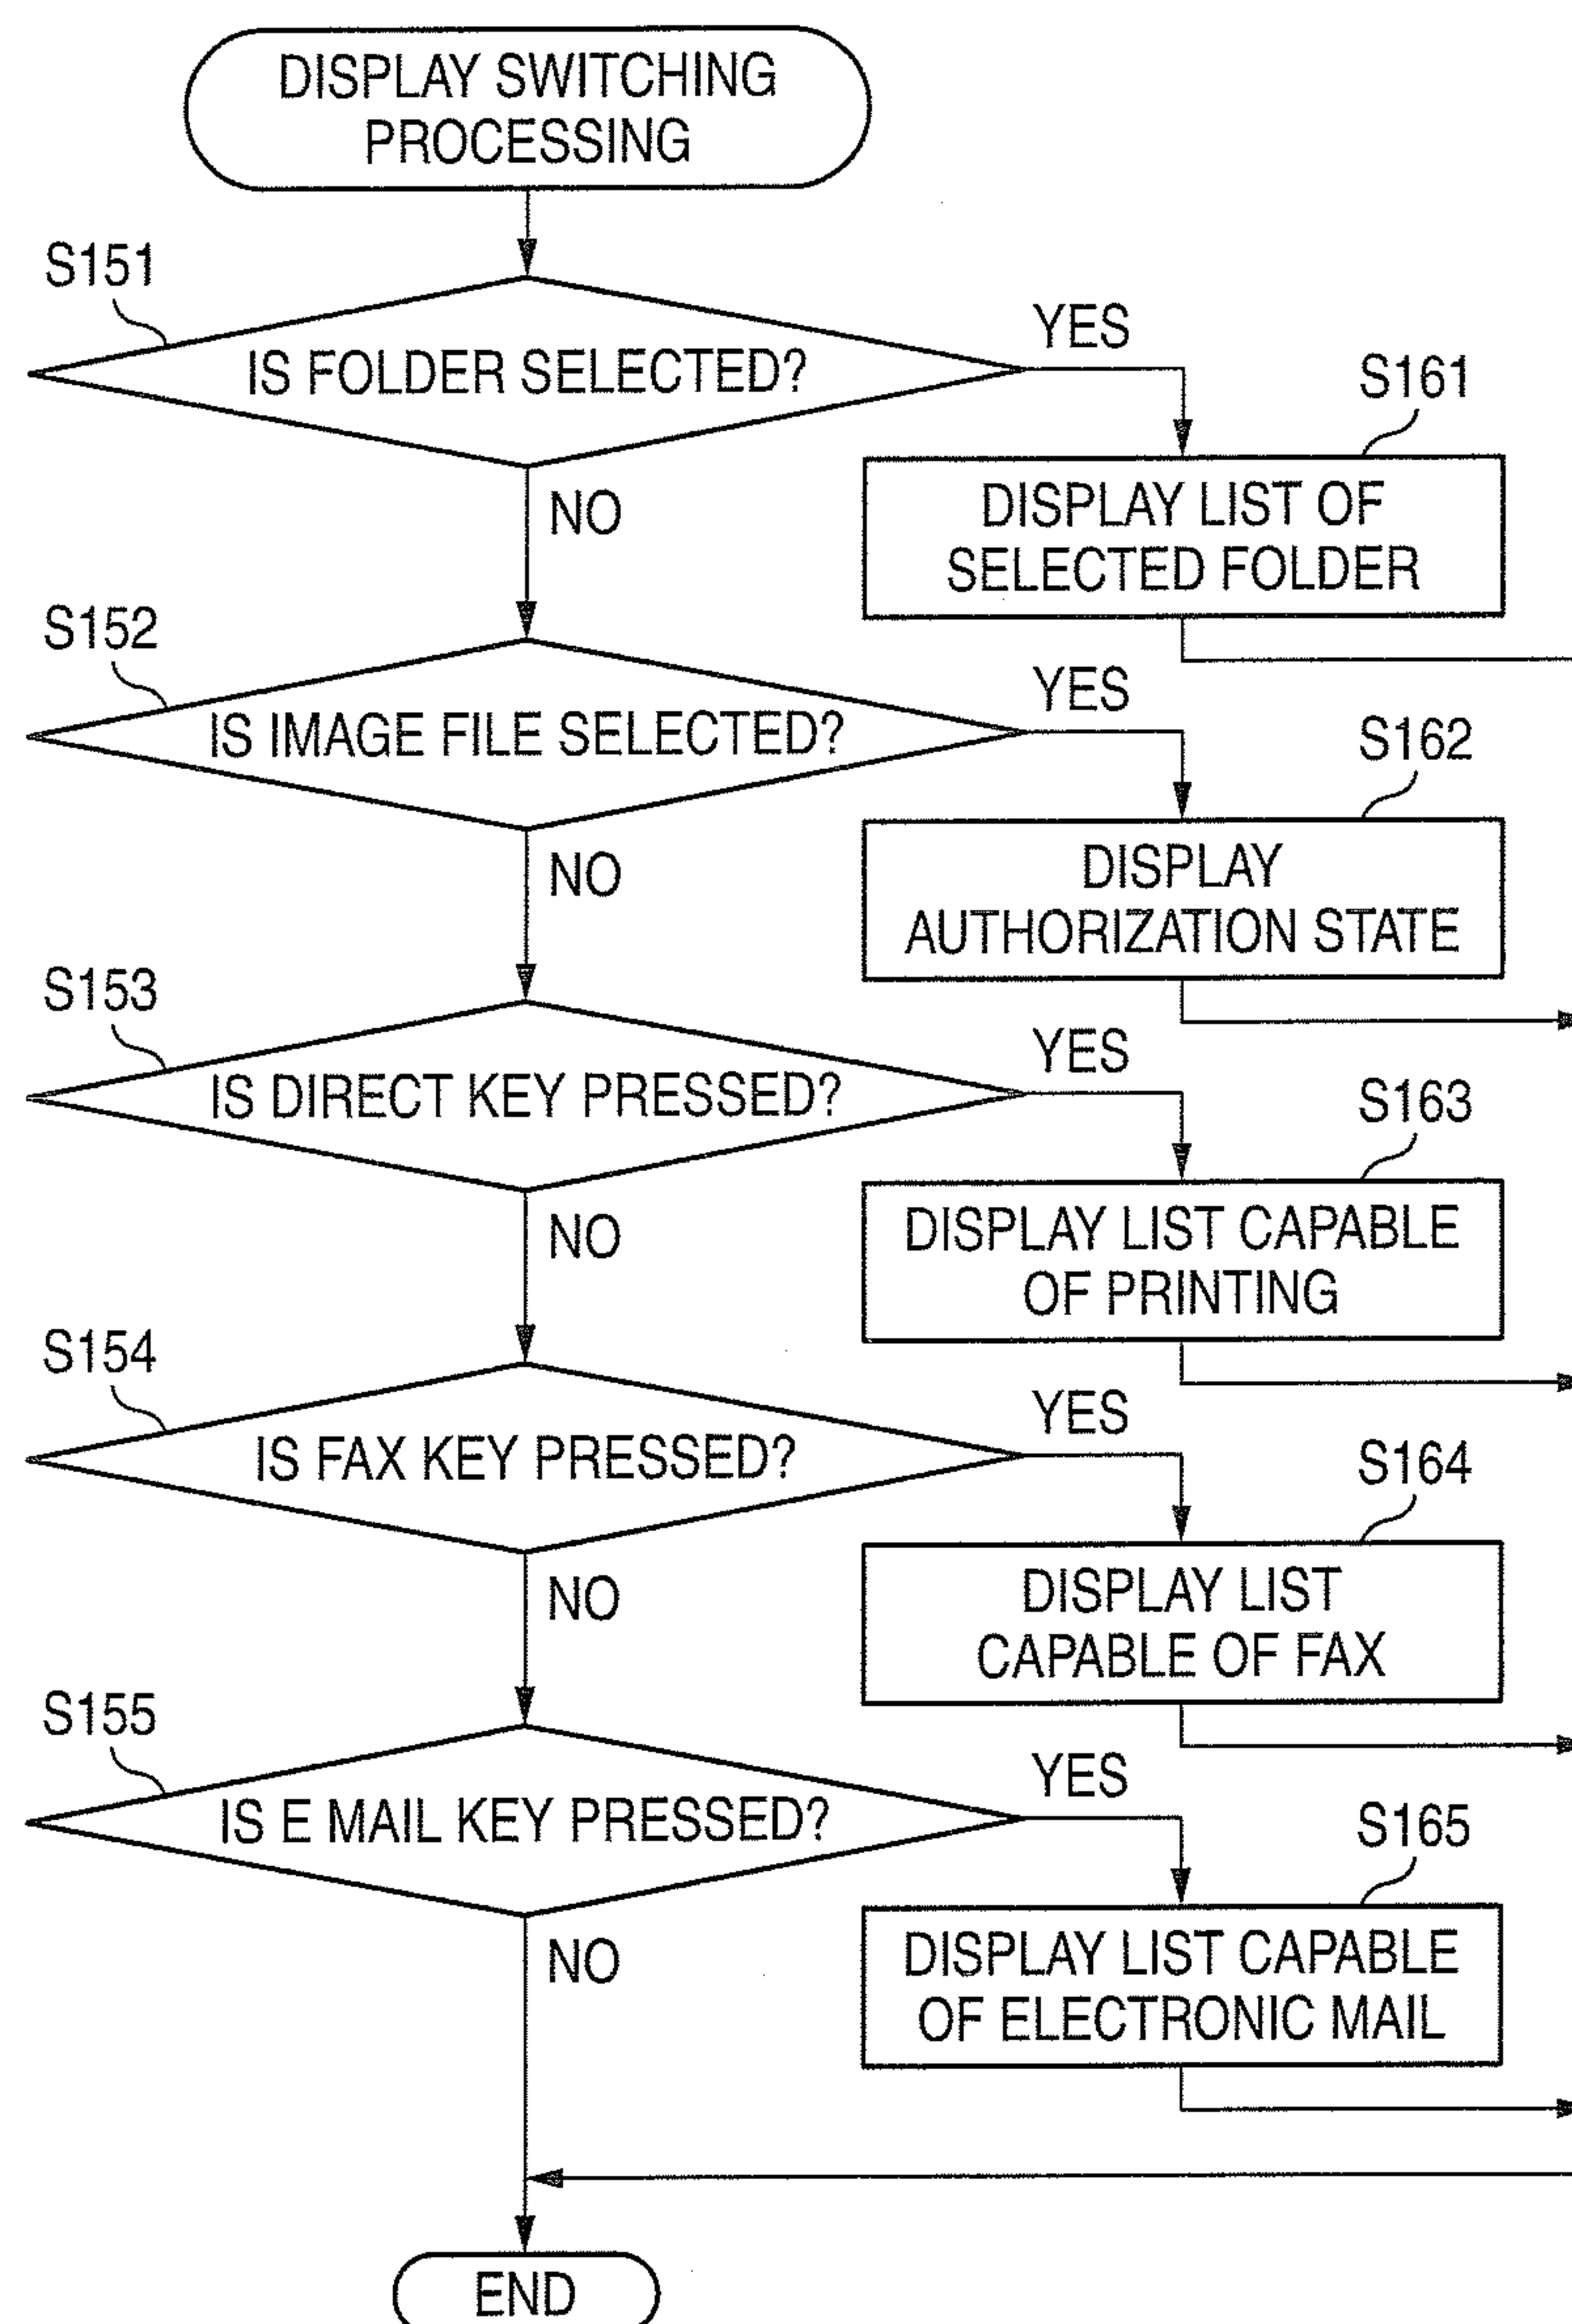 DISPLAY SWITCHING
PROCESSING
S151
IS FOLDER SELECTED?
YES
NO
S161
DISPLAY LIST OF
SELECTED FOLDER
S152
IS IMAGE FILE SELECTED?
YES
NO
S162
DISPLAY
AUTHORIZATION STATE
S153
IS DIRECT KEY PRESSED?
YES
NO
S163
DISPLAY LIST CAPABLE
OF PRINTING
S154
IS FAX KEY PRESSED?
YES
NO
S164
DISPLAY LIST
CAPABLE OF FAX
S155
IS E MAIL KEY PRESSED?
YES
NO
S165
DISPLAY LIST CAPABLE
OF ELECTRONIC MAIL
END